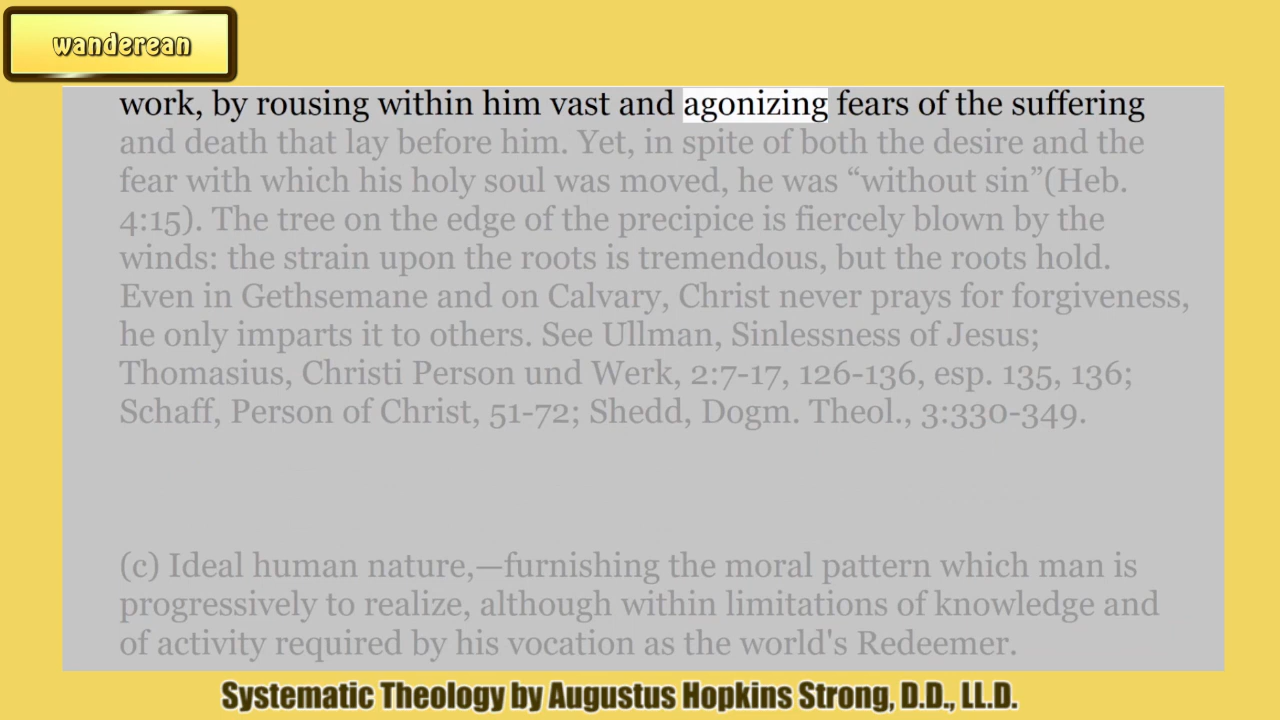 wanderean
work, by rousing within him vast and agonizing fears of the suffering
and death that lay before him. Yet, in spite of both the desire and the
fear with which his holy soul was moved, he was “without sin”(Heb.
4:15). The tree on the edge of the precipice is fiercely blown by the
winds: the strain upon the roots is tremendous, but the roots hold.
Even in Gethsemane and on Calvary, Christ never prays for forgiveness,
he only imparts it to others. See Ullman, Sinlessness of Jesus;
Thomasius, Christi Person und Werk, 2:7-17, 126-136, esp. 135, 136;
Schaff, Person of Christ, 51-72; Shedd, Dogm. Theol., 3:330-349.
(c) Ideal human nature,—furnishing the moral pattern which man is
progressively to realize, although within limitations of knowledge and
of activity required by his vocation as the world's Redeemer.
Systematic Theology by Augustus Hopkins Strong, D.D., LL.D.